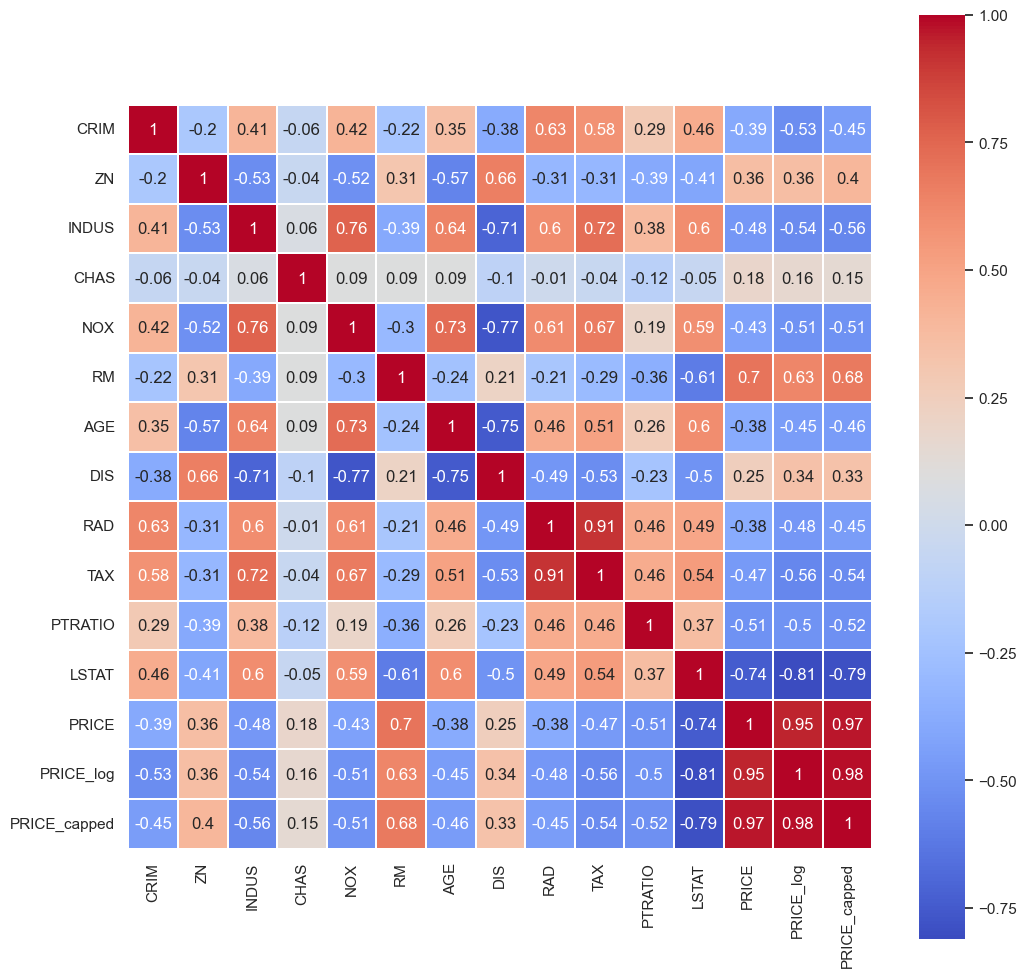 1.00
CRIM 1 -0.2 0.41 -0.06 0.42 -0.22 0.35 -0.38 0.63 0.58 0.29 0.46 -0.39 -0.53 -0.45
0.75
ZN -0.2 1 -0.53 -0.04 -0.52 0.31 -0.57 0.66 -0.31 -0.31 -0.39 -0.41 0.36 0.36 0.4
INDUS 0.41 -0.53 1 0.06 0.76 -0.39 0.64 -0.71 0.6 0.72 0.38 0.6 -0.48 -0.54 -0.56
0.50
CHAS -0.06 -0.04 0.06 1 0.09 0.09 0.09 -0.1 -0.01 -0.04 -0.12 -0.05 0.18 0.16 0.15
NOX 0.42 -0.52 0.76 0.09 1 -0.3 0.73 -0.77 0.61 0.67 0.19 0.59 -0.43 -0.51 -0.51
RM -0.22 0.31 -0.39 0.09 -0.3 1 -0.24 0.21 -0.21 -0.29 -0.36 -0.61 0.7 0.63 0.68
0.25
AGE 0.35 -0.57 0.64 0.09 0.73 -0.24 1 -0.75 0.46 0.51 0.26 0.6 -0.38 -0.45 -0.46
DIS -0.38 0.66 -0.71 -0.1 -0.77 0.21 -0.75 1 -0.49 -0.53 -0.23 -0.5 0.25 0.34 0.33
RAD 0.63 -0.31 0.6 -0.01 0.61 -0.21 0.46 -0.49 1 0.91 0.46 0.49 -0.38 -0.48 -0.45
0.00
TAX 0.58 -0.31 0.72 -0.04 0.67 -0.29 0.51 -0.53 0.91 1 0.46 0.54 -0.47 -0.56 -0.54
PTRATIO 0.29 -0.39 0.38 -0.12 0.19 -0.36 0.26 -0.23 0.46 0.46 1 0.37 -0.51 -0.5 -0.52
-0.25
LSTAT 0.46 -0.41 0.6 -0.05 0.59 -0.61 0.6 -0.5 0.49 0.54 0.37 1 -0.74 -0.81 -0.79
PRICE -0.39 0.36 -0.48 0.18 -0.43 0.7 -0.38 0.25 -0.38 -0.47 -0.51 -0.74 1 0.95 0.97
PRICE_log -0.53 0.36 -0.54 0.16 -0.51 0.63 -0.45 0.34 -0.48 -0.56 -0.5 -0.81 0.95 1 0.98
-0.50
PRICE_capped -0.45 0.4 -0.56 0.15 -0.51 0.68 -0.46 0.33 -0.45 -0.54 -0.52 -0.79 0.97 0.98 1
-0.75
CRIM ZN INDUS CHAS NOX RM AGE DIS RAD TAX PTRATIO LSTAT PRICE PRICE_log PRICE_capped